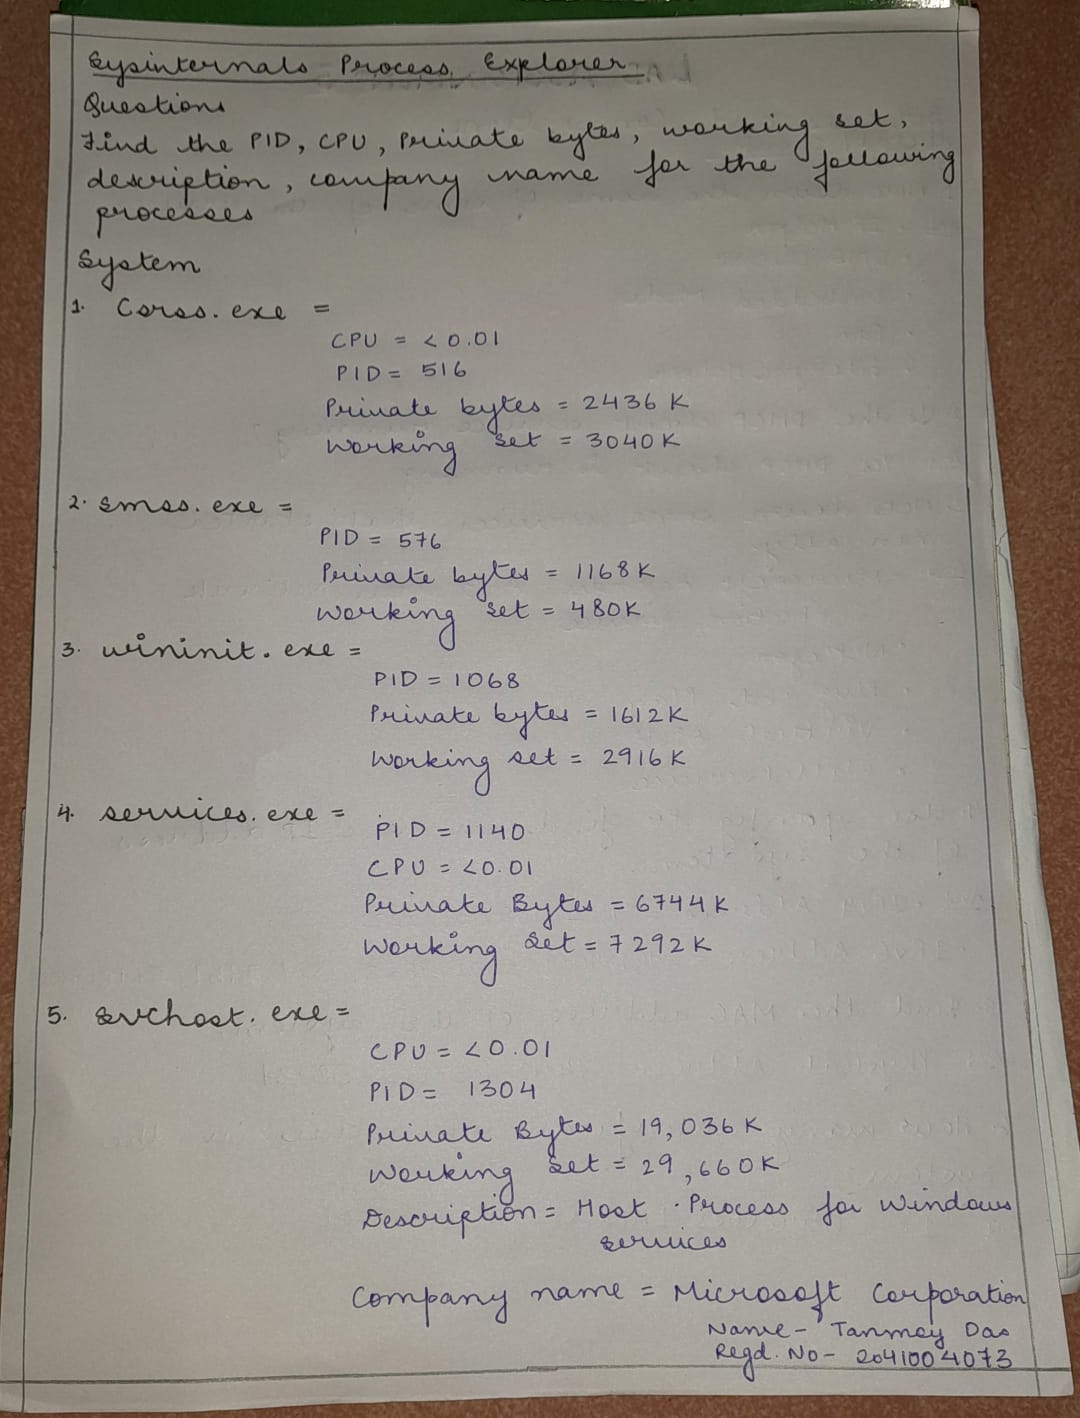 Sysinternals Process Explorer
Questions
Find the PID, CPU, Private bytes, working set,
description, company name for the following
processes
System
1. Corss. exe =
CPU = <0.01
PID = 516
Private bytes = 2436 K
Working set = 3040K
2. smss. exe =
PID = 576
Private bytes = 1168K
Working set = 480K
3. wininit. exe =
PID = 1068
Private bytes = 1612K
Working set = 2916K
4. services. exe =
PID = 1140
CPU = <0.01
Private Bytes = 6744K
Working Set = 7292K
5. svchost. exe =
CPU = <0.01
PID = 1304
Private Bytes = 19,036K
Working Set = 29,660K
Description = Host Process for Windows
services
Company name = Microsoft Corporation
Name - Tanmay Das
Regd. No - 2041004073